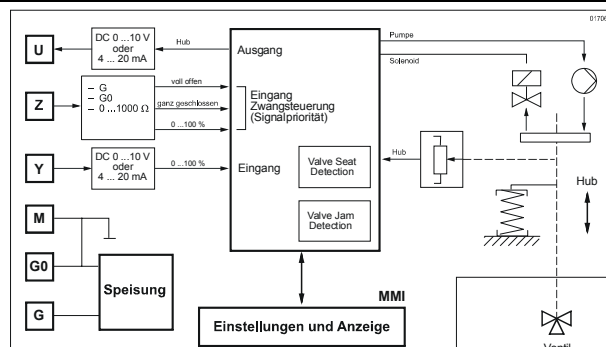 01706
U
DC 0 ...10 V
oder
4 ... 20 mA
Hub
Ausgang
Pumpe
Solenoid
Z
– G
– G0
– 0...1000 Ω
voll offen
ganz geschlossen
0 ...100 %
Eingang
Zwangsteuerung
(Signalpriorität)
Y
DC 0 ...10 V
oder
4 ... 20 mA
0 ...100 %
Eingang
Valve Seat
Detection
Valve Jam
Detection
Hub
Hub
M
G0
G
Speisung
MMI
Einstellungen und Anzeige
Ventil